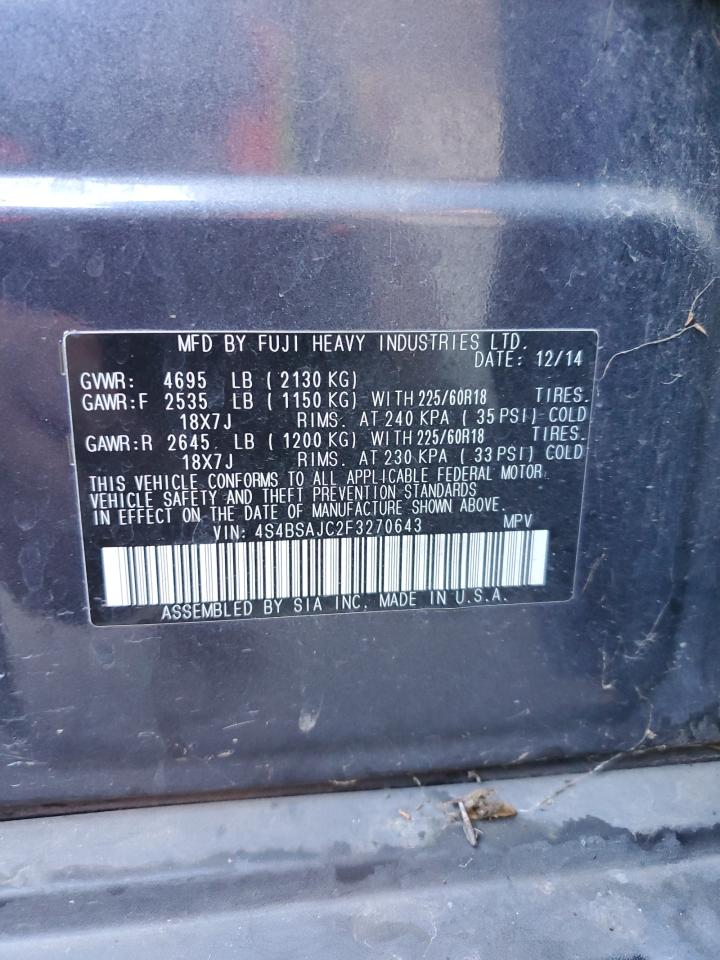 MFD BY FUJI HEAVY INDUSTRIES LTD.
DATE: 12/14
GVWR: 4695 LB ( 2130 KG)
GAWR:F 2535 LB ( 1150 KG) WITH 225/60R18 TIRES.
18X7J RIMS. AT 240 KPA ( 35 PSI) COLD
GAWR:R 2645 LB ( 1200 KG) WITH 225/60R18 TIRES.
18X7J RIMS. AT 230 KPA ( 33 PSI) COLD
THIS VEHICLE CONFORMS TO ALL APPLICABLE FEDERAL MOTOR
VEHICLE SAFETY AND THEFT PREVENTION STANDARDS
IN EFFECT ON THE DATE OF MANUFACTURE SHOWN ABOVE.
VIN: 4S4BSAJC2F3270643 MPV
ASSEMBLED BY SIA INC. MADE IN U.S.A.